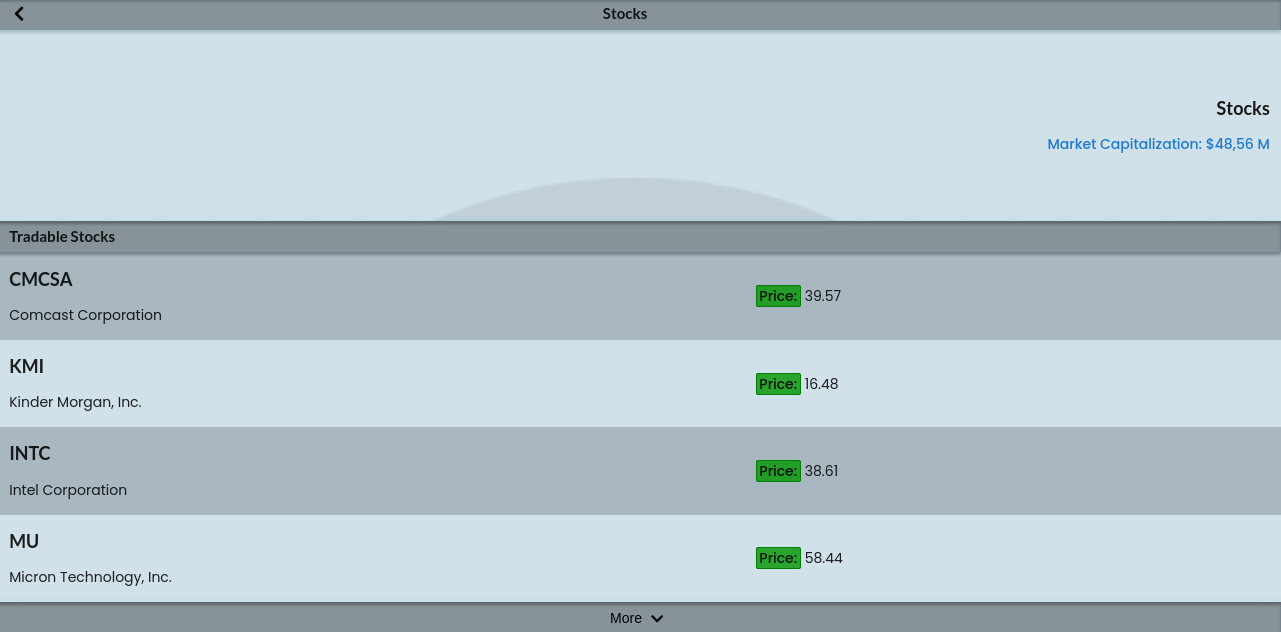 Stocks
Stocks
Market Capitalization: $48,56 M
Tradable Stocks
CMCSA
Price: 39.57
Comcast Corporation
KMI
Price: 16.48
Kinder Morgan, Inc.
INTC
Price: 38.61
Intel Corporation
MU
Price: 58.44
Micron Technology, Inc.
More